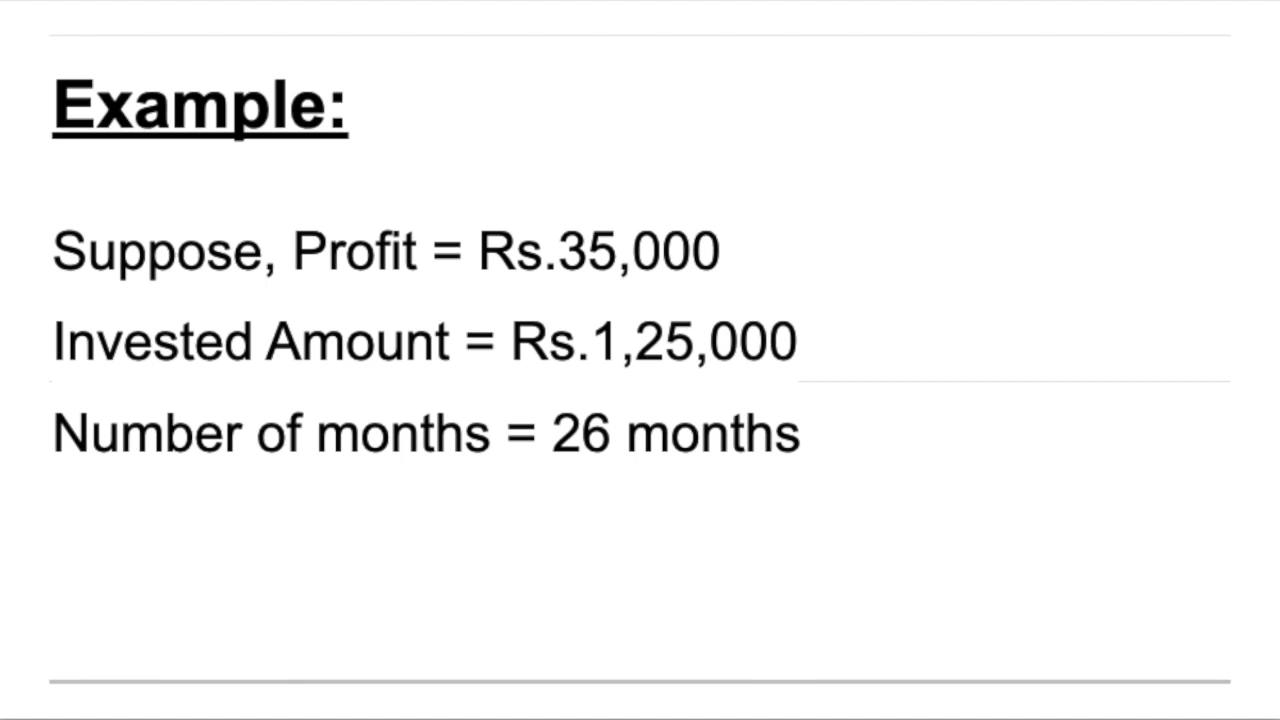 Example:
Suppose, Profit = Rs.35,000
Invested Amount = Rs.1,25,000
Number of months = 26 months